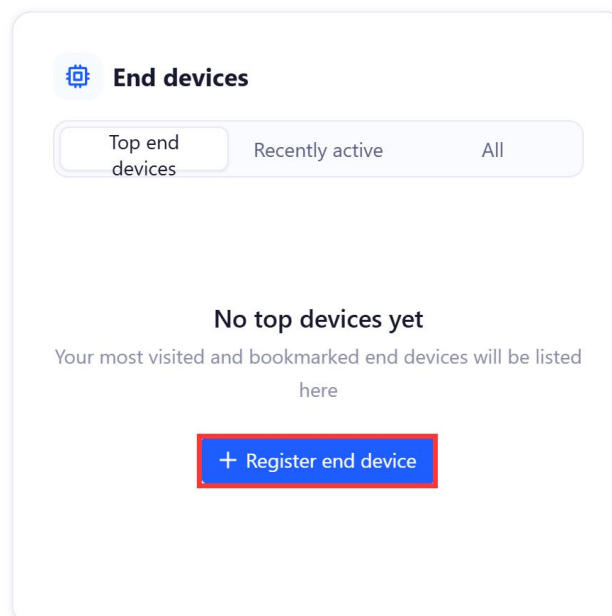 End devices
Top end
devices
Recently active
All
No top devices yet
Your most visited and bookmarked end devices will be listed
here
+ Register end device